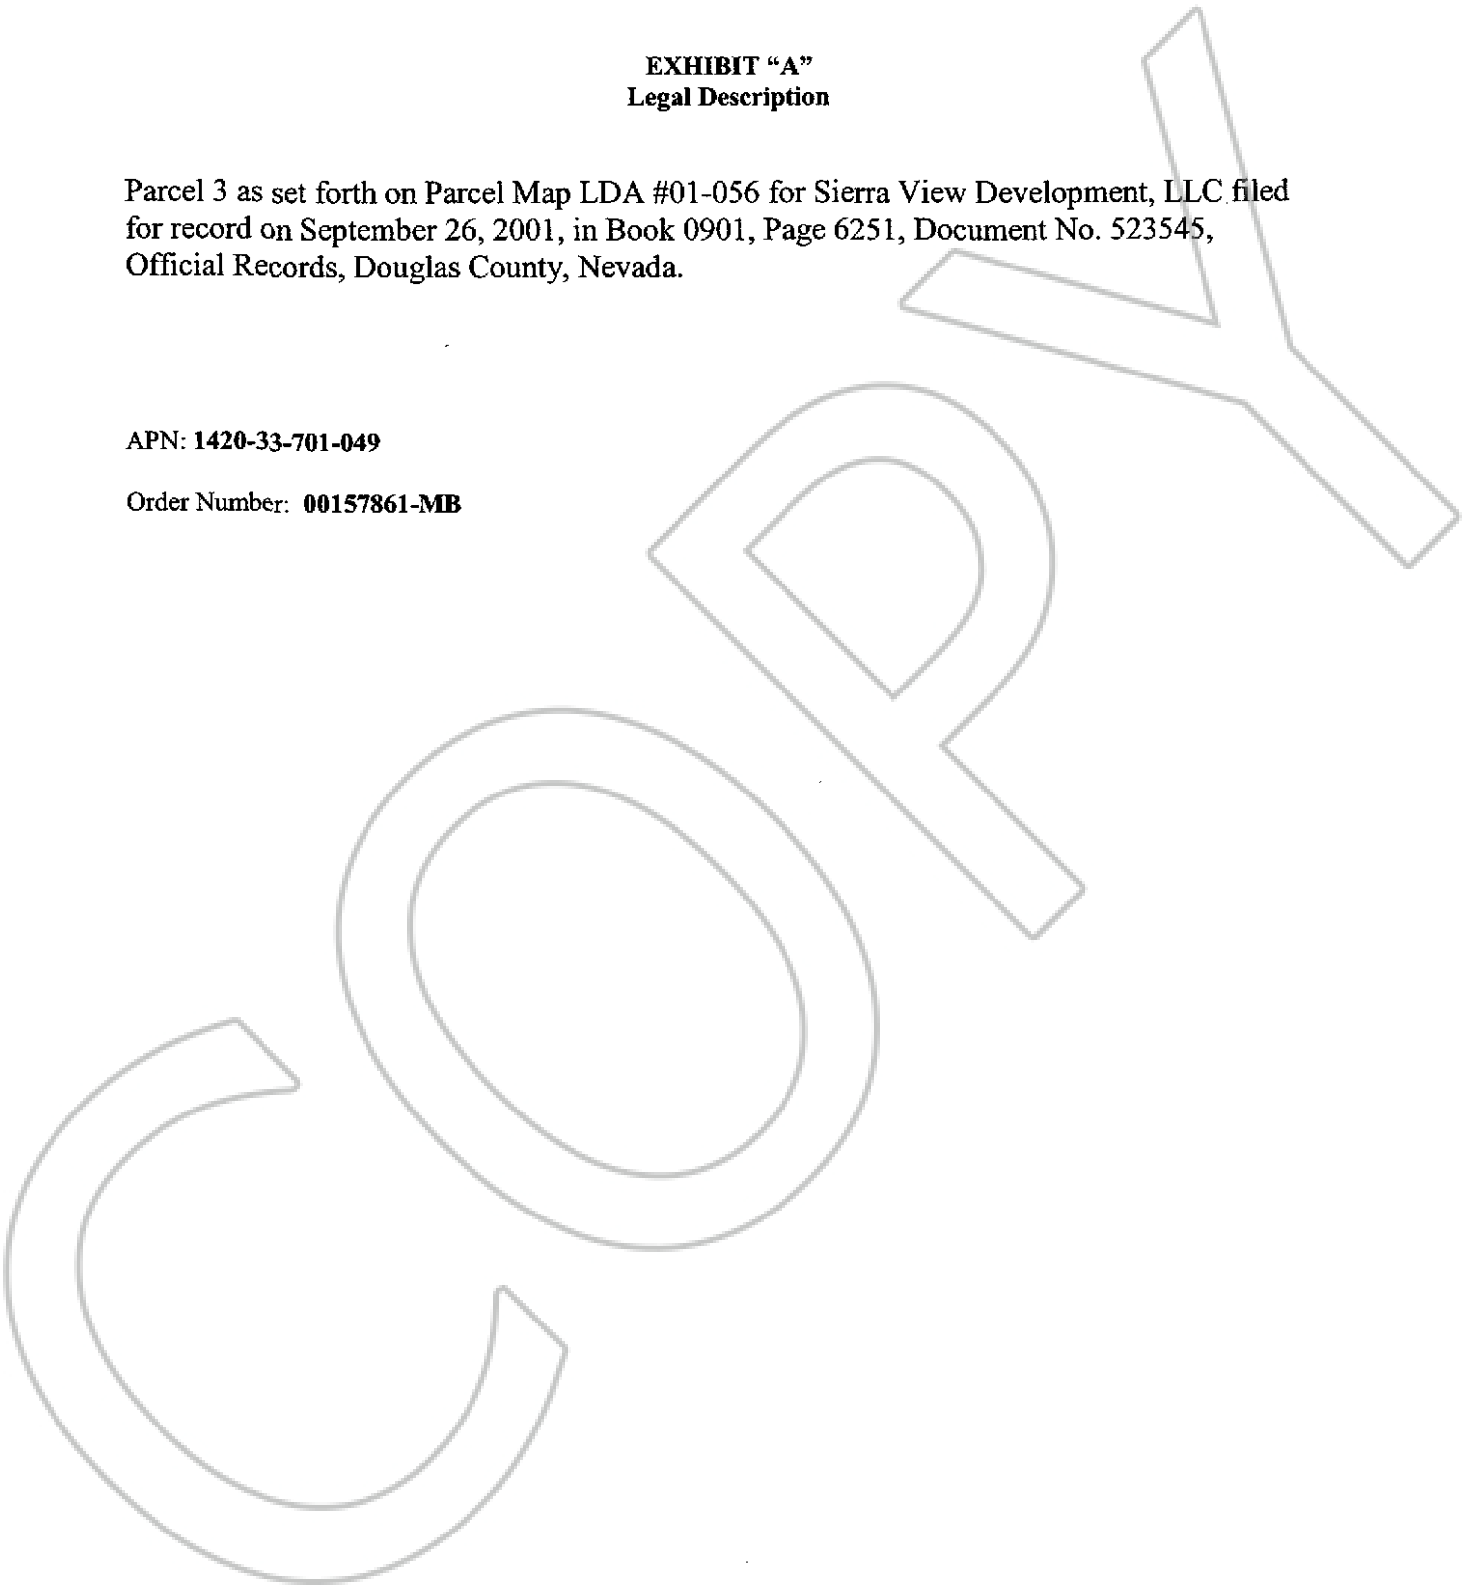 EXHIBIT “A”
Legal Description
Parcel 3 as set forth on Parcel Map LDA #01-056 for Sierra View Development, LLC filed
for record on September 26, 2001, in Book 0901, Page 6251, Document No. 523545,
Official Records, Douglas County, Nevada.
APN: 1420-33-701-049
Order Number: 00157861-MB
COPY